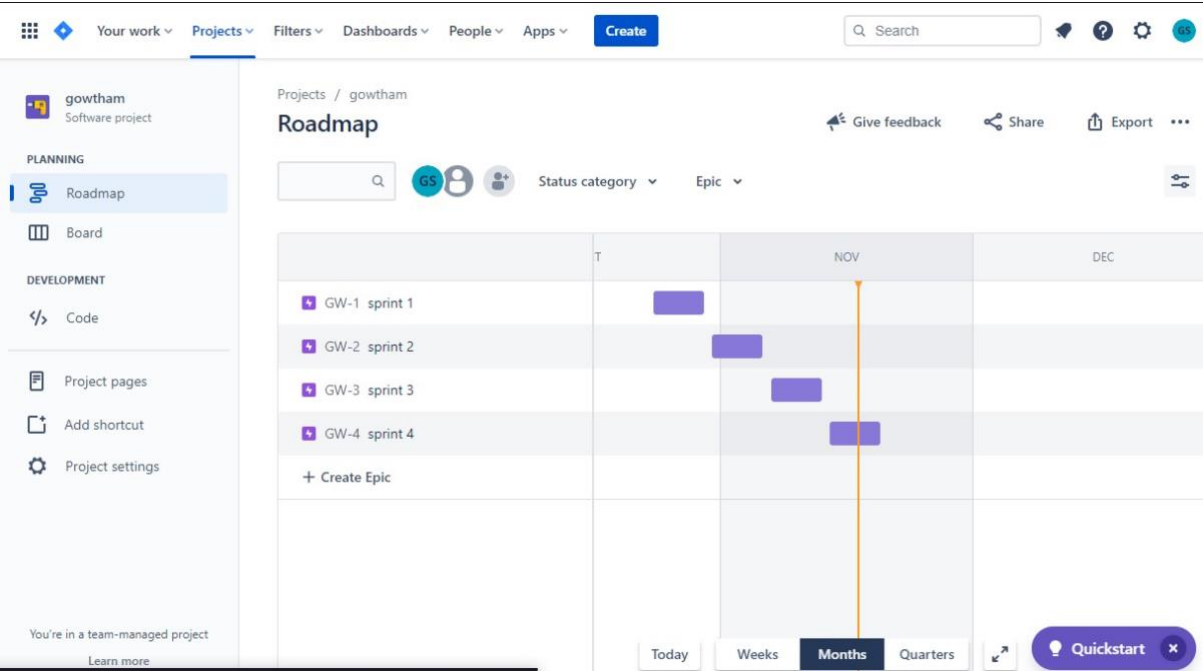 Your work Projects Filters Dashboards People Apps Create Search GS
gowtham
Software project
PLANNING
Roadmap
Board
DEVELOPMENT
Code
Project pages
Add shortcut
Project settings
You're in a team-managed project
Learn more
Projects / gowtham
Roadmap
Give feedback Share Export
GS Status category Epic
T NOV DEC
GW-1 sprint 1
GW-2 sprint 2
GW-3 sprint 3
GW-4 sprint 4
+ Create Epic
Today Weeks Months Quarters Quickstart